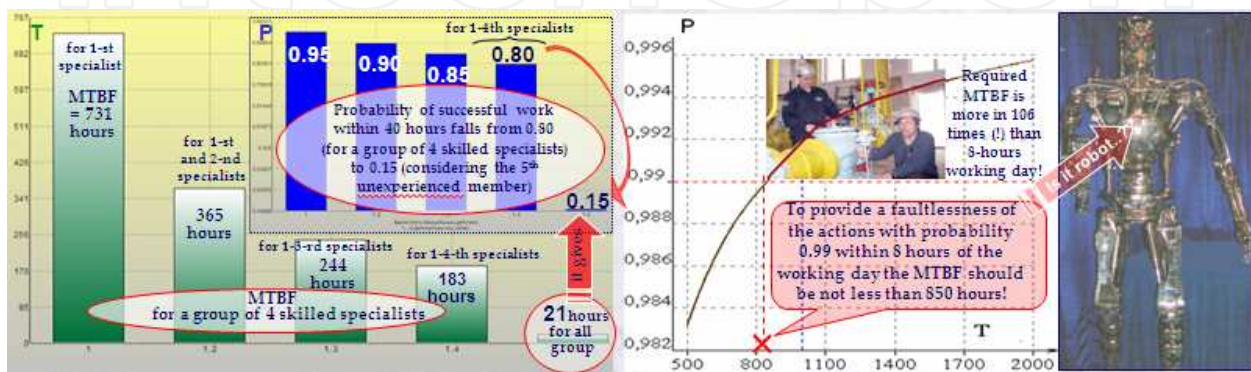 T
for 1-st
specialist
MTBF
= 731
hours
for 1-st
and 2-nd
specialists
365
hours
for 1-3-rd specialists
244
hours
for 1-4-th specialists
183
hours
MTBF
for a group of 4 skilled specialists
21 hours
for all
group
It gives
1.
1.2
1.3
1.4
P
for 1-4th specialists
0.95
0.90
0.85
0.80
0.15
Probability of successful work
within 40 hours falls from 0.80
(for a group of 4 skilled specialists)
to 0.15 (considering the 5th
unexperienced member)
P
0,996
0,994
0,992
0,99
0,988
0,986
0,984
0,982
500
800
1100
1400
1700
2000
T
Required
MTBF is
more in 106
times (!) than
8-hours
working day!
To provide a faultlessness of
the actions with probability
0.99 within 8 hours of the
working day the MTBF should
be not less than 850 hours!
Is it robot...